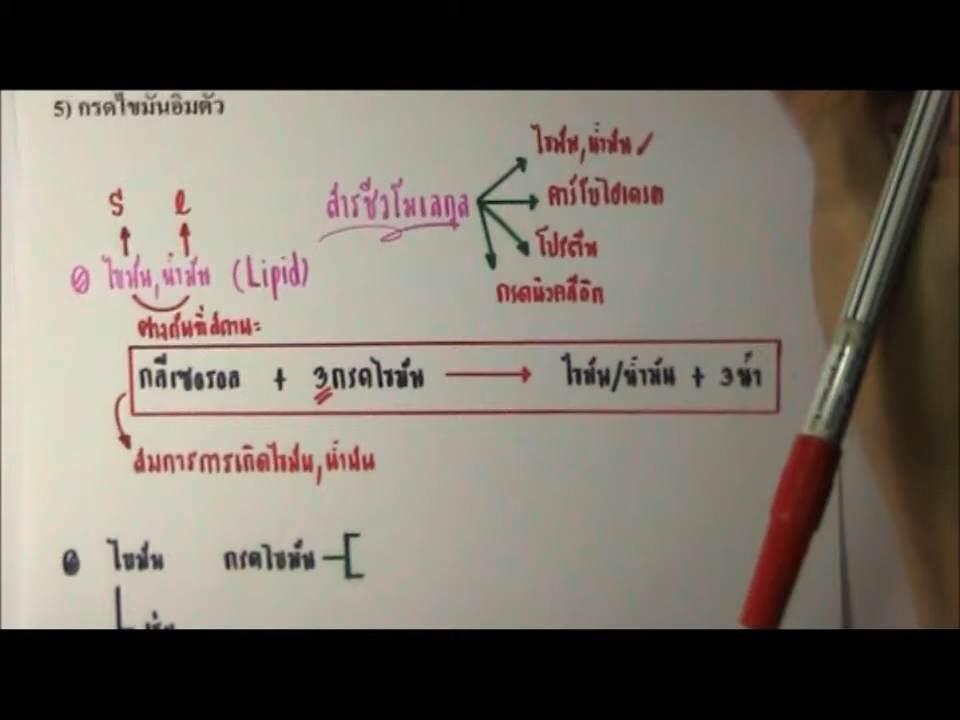 5) กรดไขมันอิ่มตัว
ไขมัน, น้ำมัน ✓
S l
สารชีวโมเลกุล
คาร์โบไฮเดรต
โปรตีน
ไขมัน, น้ำมัน (Lipid)
กรดนิวคลีอิก
ต่างกันที่สถานะ
กลีเซอรอล + 3กรดไขมัน → ไขมัน/น้ำมัน + 3น้ำ
สมการการเกิดไขมัน, น้ำมัน
ไขมัน กรดไขมัน